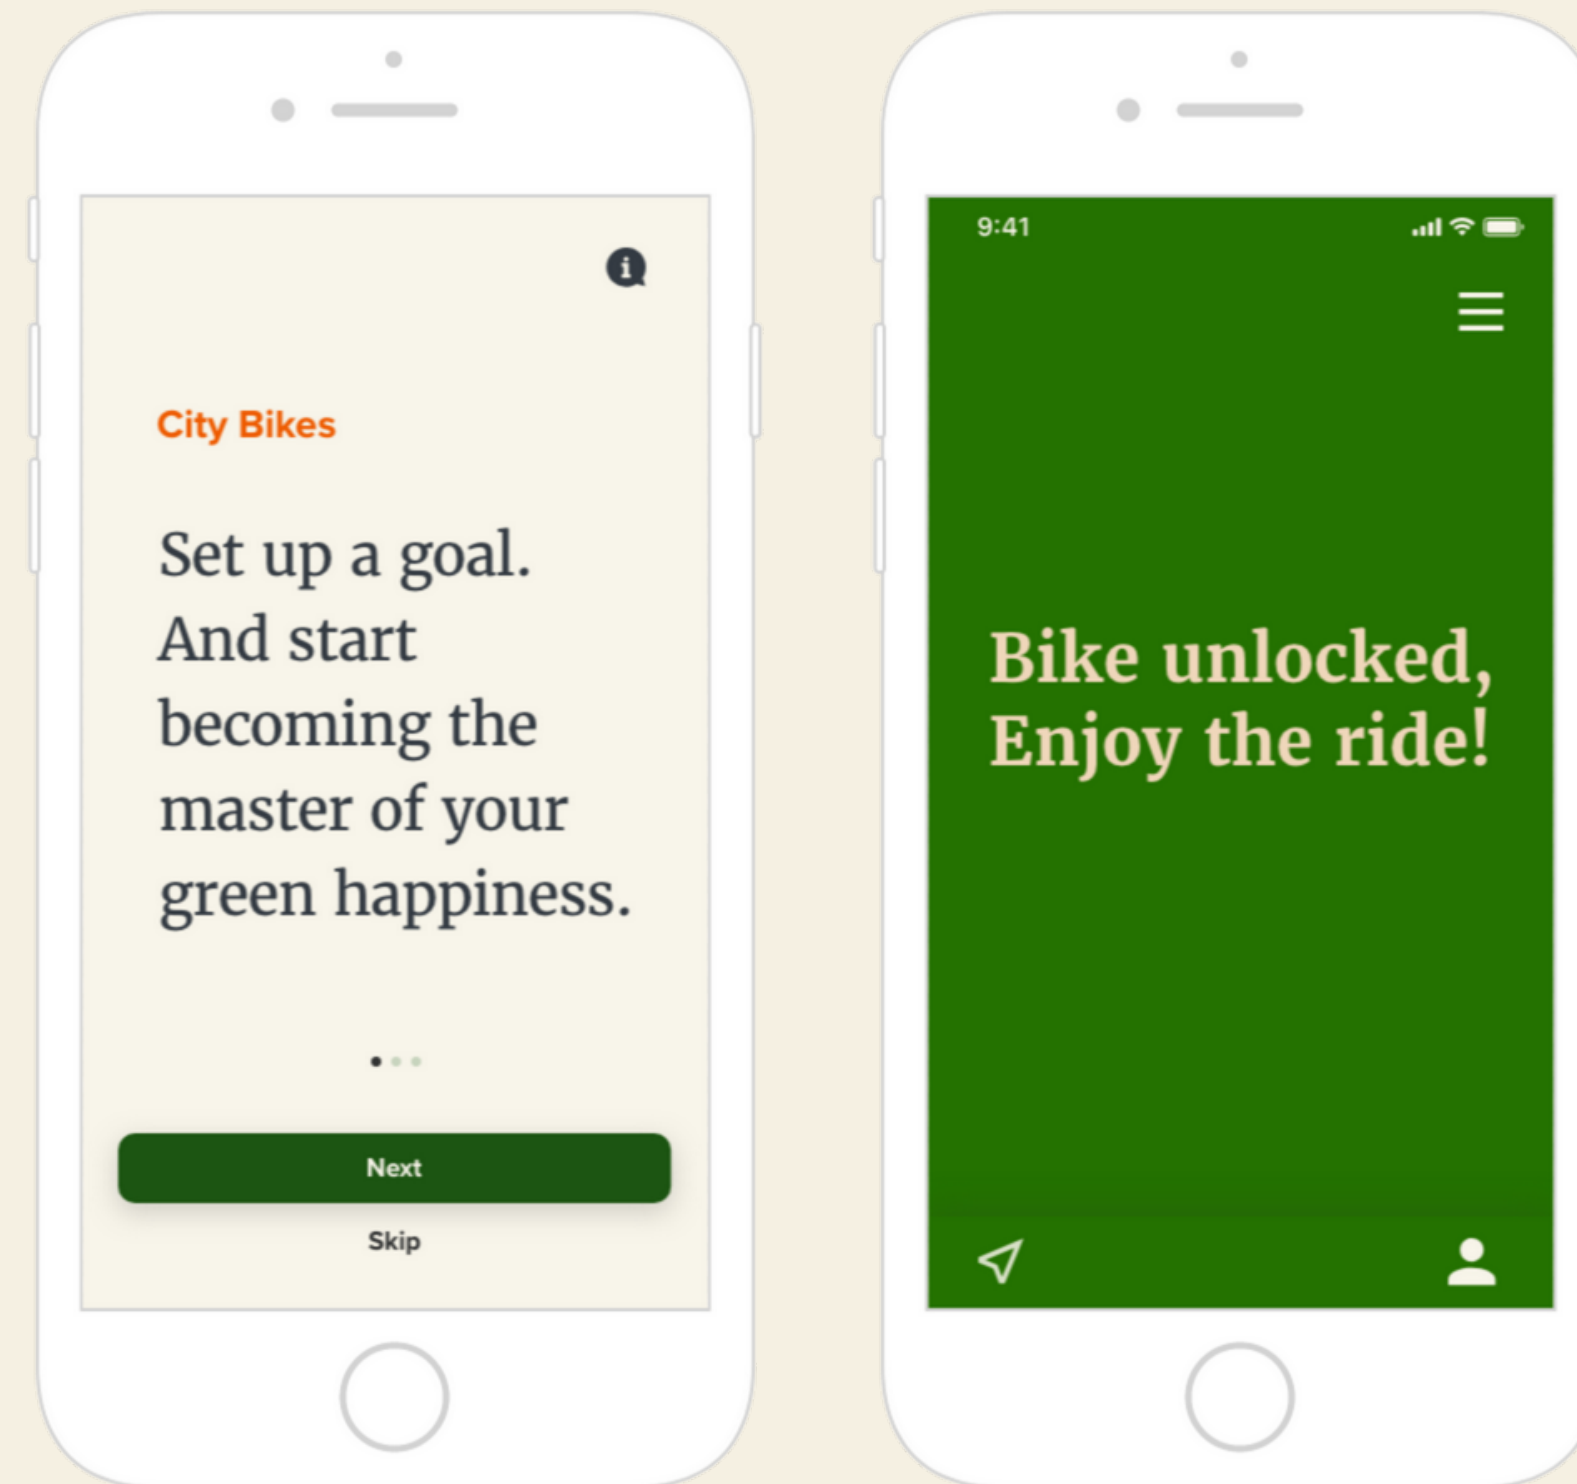 City Bikes
Set up a goal.
And start
becoming the
master of your
green happiness.
Next
Skip
9:41
Bike unlocked,
Enjoy the ride!